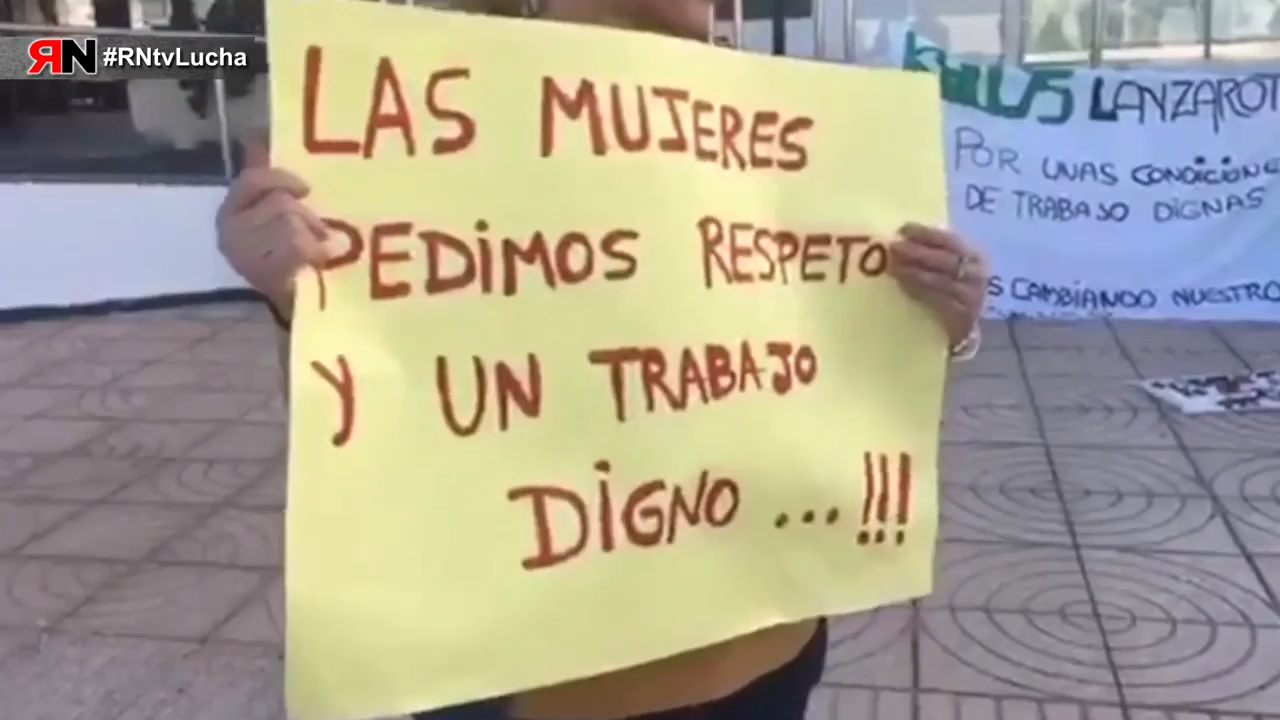 RN #RNtvLucha
LAS MUJERES
PEDIMOS RESPETO
Y UN TRABAJO
DIGNO ... !!!
LANZAROT
POR UNAS CONDICIONE
DE TRABAJO DIGNAS
S CAMBIANDO NUESTRO